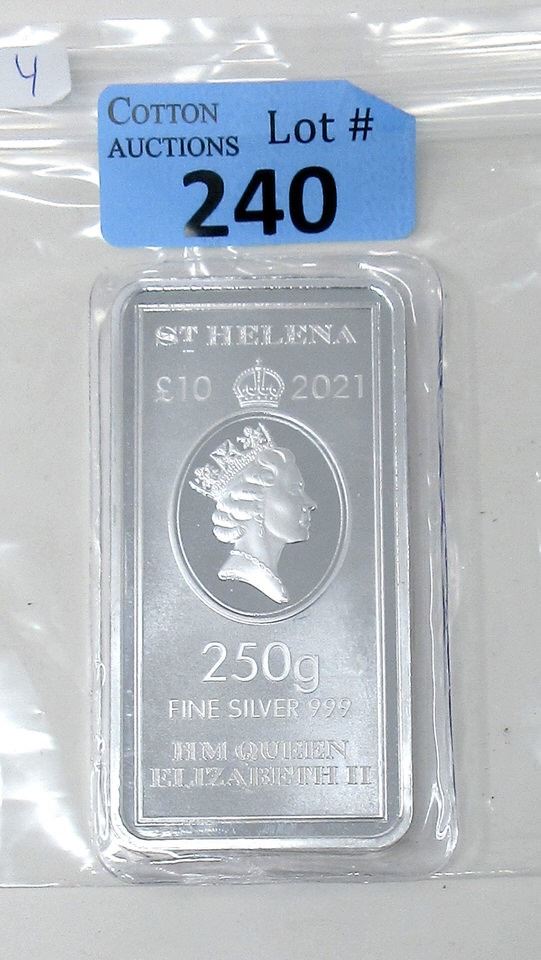 4
COTTON AUCTIONS Lot #
240
ST HELENA
£10 2021
250g
FINE SILVER 999
HM QUEEN
ELIZABETH II